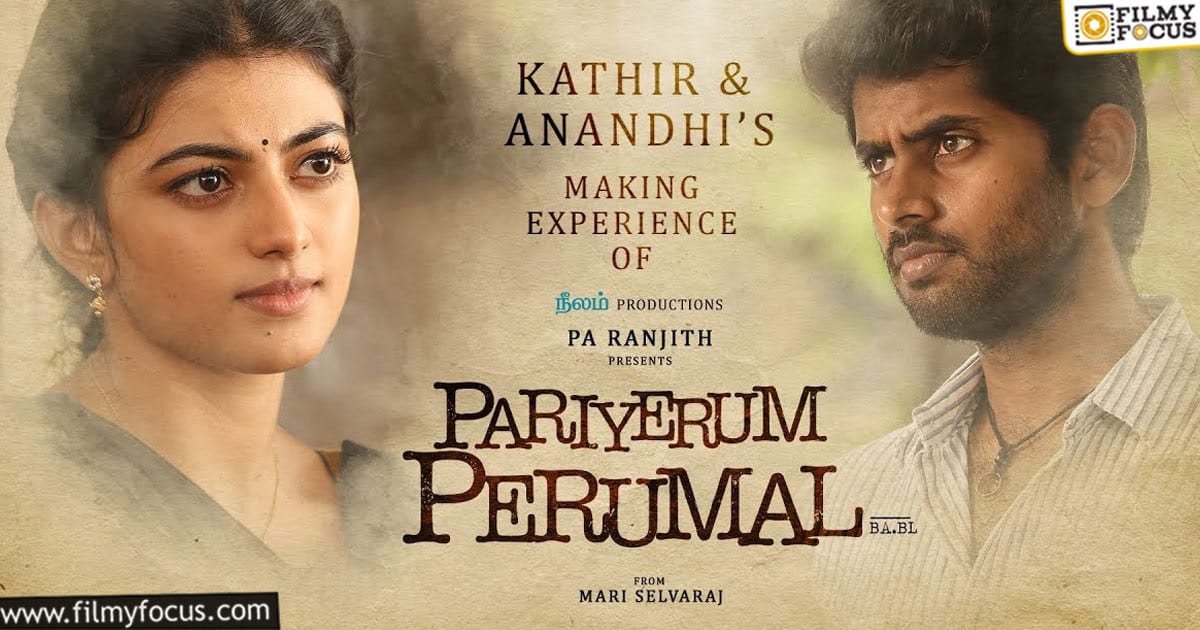 FILMY
FOCUS
KATHIR &
ANANDHI'S
MAKING
EXPERIENCE
OF
நீலம் PRODUCTIONS
PA RANJITH
PRESENTS
PARIYERUM
PERUMAL
BA.BL
FROM
MARI SELVARAJ
www.filmyfocus.com